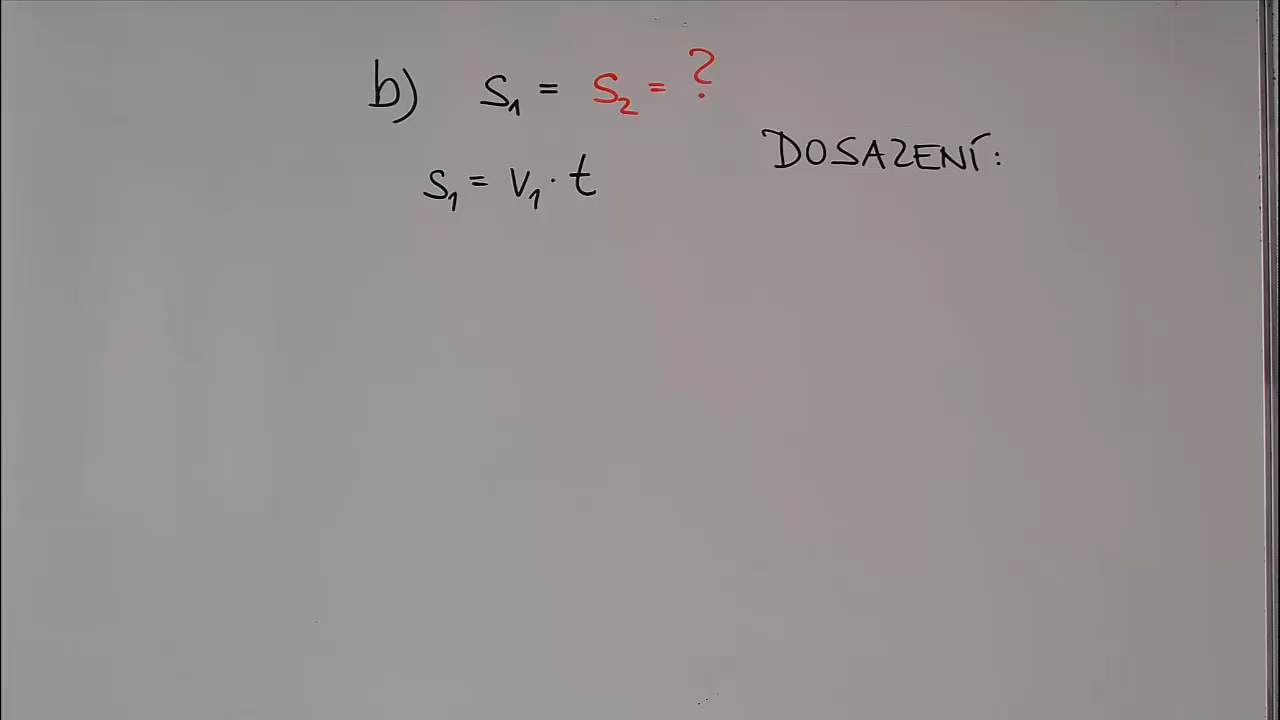 b) s₁ = s₂ = ?
DOSAZENÍ:
s₁ = v₁ · t